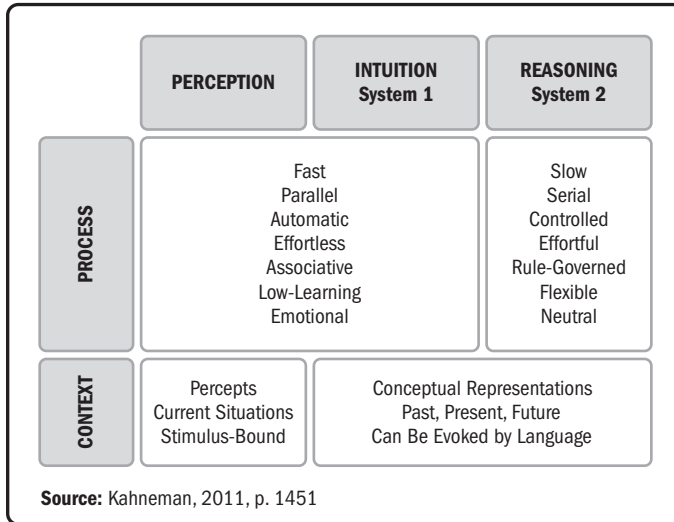 PERCEPTION
INTUITION
System 1
REASONING
System 2
PROCESS
Fast
Parallel
Automatic
Effortless
Associative
Low-Learning
Emotional
Slow
Serial
Controlled
Effortful
Rule-Governed
Flexible
Neutral
CONTEXT
Percepts
Current Situations
Stimulus-Bound
Conceptual Representations
Past, Present, Future
Can Be Evoked by Language
Source: Kahneman, 2011, p. 1451